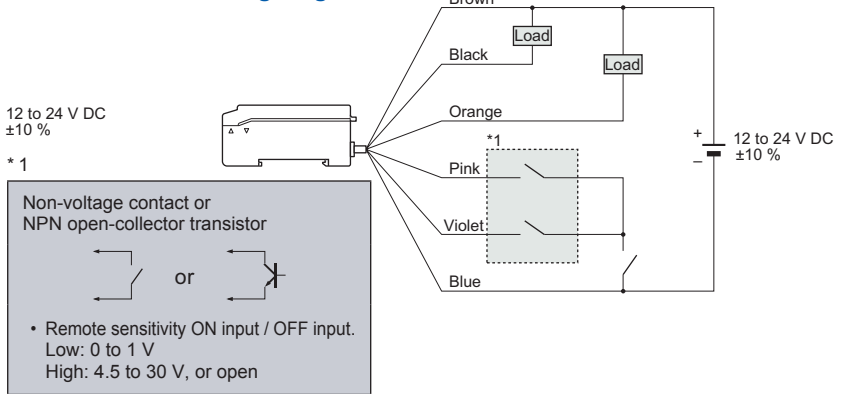 Brown
Load
Black
Load
Orange
12 to 24 V DC
±10 %
* 1
*1
+
12 to 24 V DC
±10 %
–
Pink
Violet
Blue
Non-voltage contact or
NPN open-collector transistor
or
• Remote sensitivity ON input / OFF input.
Low: 0 to 1 V
High: 4.5 to 30 V, or open